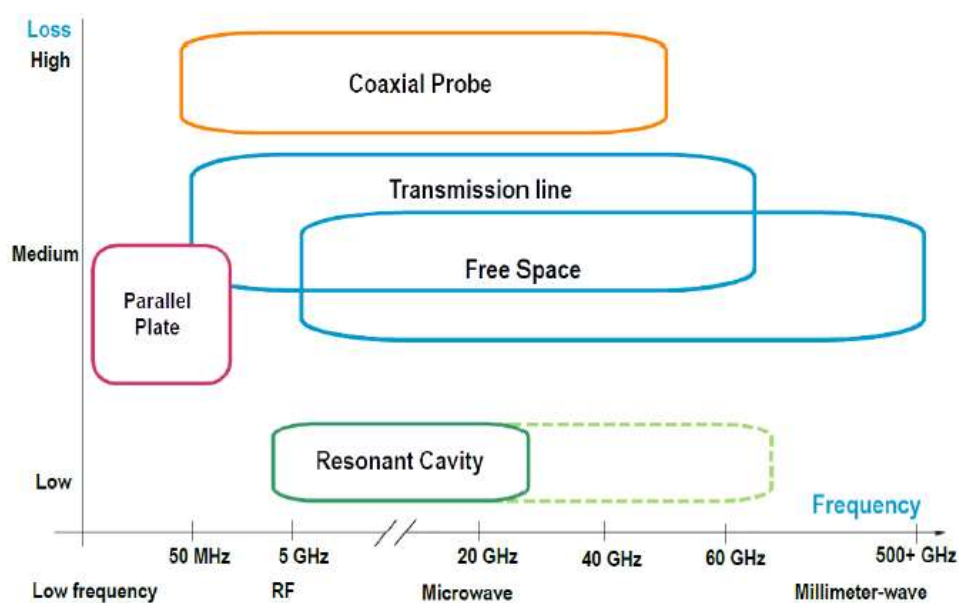 Loss
High
Coaxial Probe
Transmission line
Medium
Free Space
Parallel
Plate
Resonant Cavity
Low
Frequency
50 MHz 5 GHz 20 GHz 40 GHz 60 GHz 500+ GHz
Low frequency RF Microwave Millimeter-wave